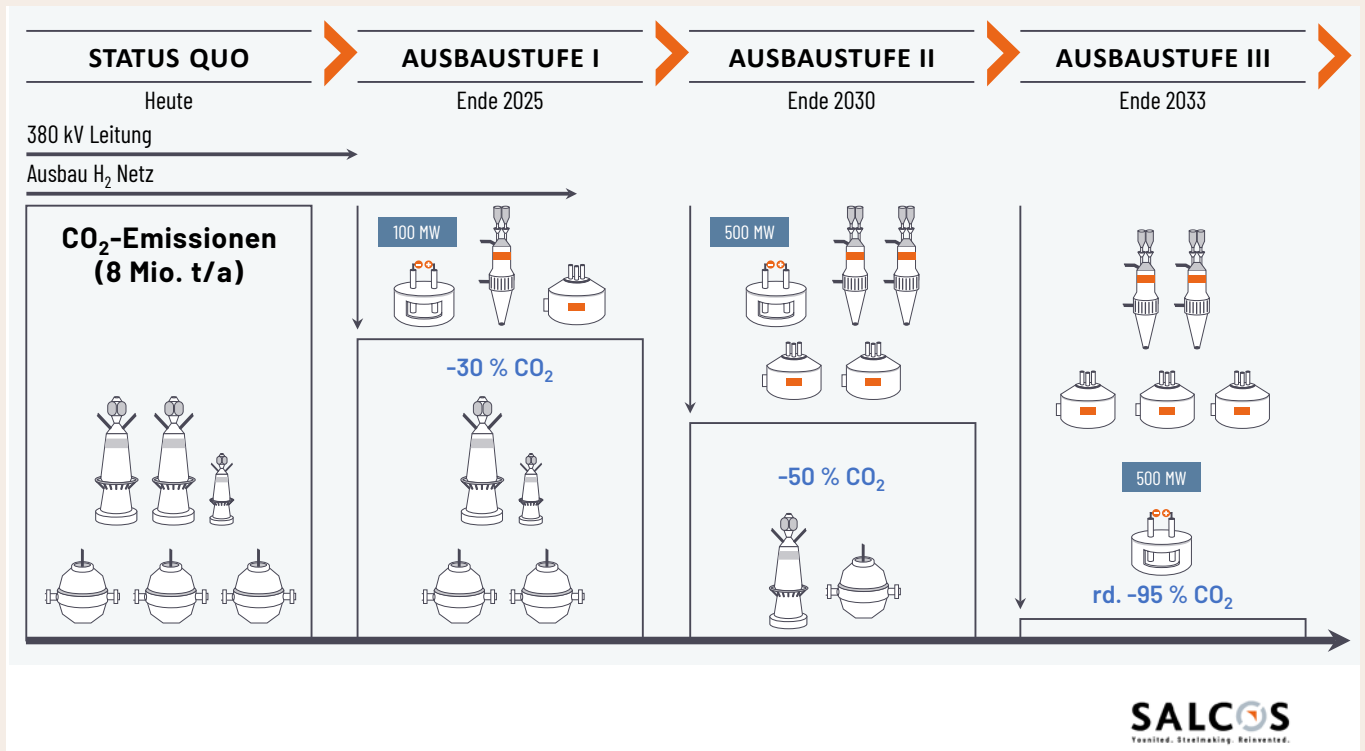 STATUS QUO
AUSBAUSTUFE I
AUSBAUSTUFE II
AUSBAUSTUFE III
Heute
Ende 2025
Ende 2030
Ende 2033
380 kV Leitung
Ausbau H₂ Netz
CO₂-Emissionen
(8 Mio. t/a)
100 MW
-30 % CO₂
500 MW
-50 % CO₂
500 MW
rd. -95 % CO₂
SALCOS
Younited. Steelmaking. Reinvented.